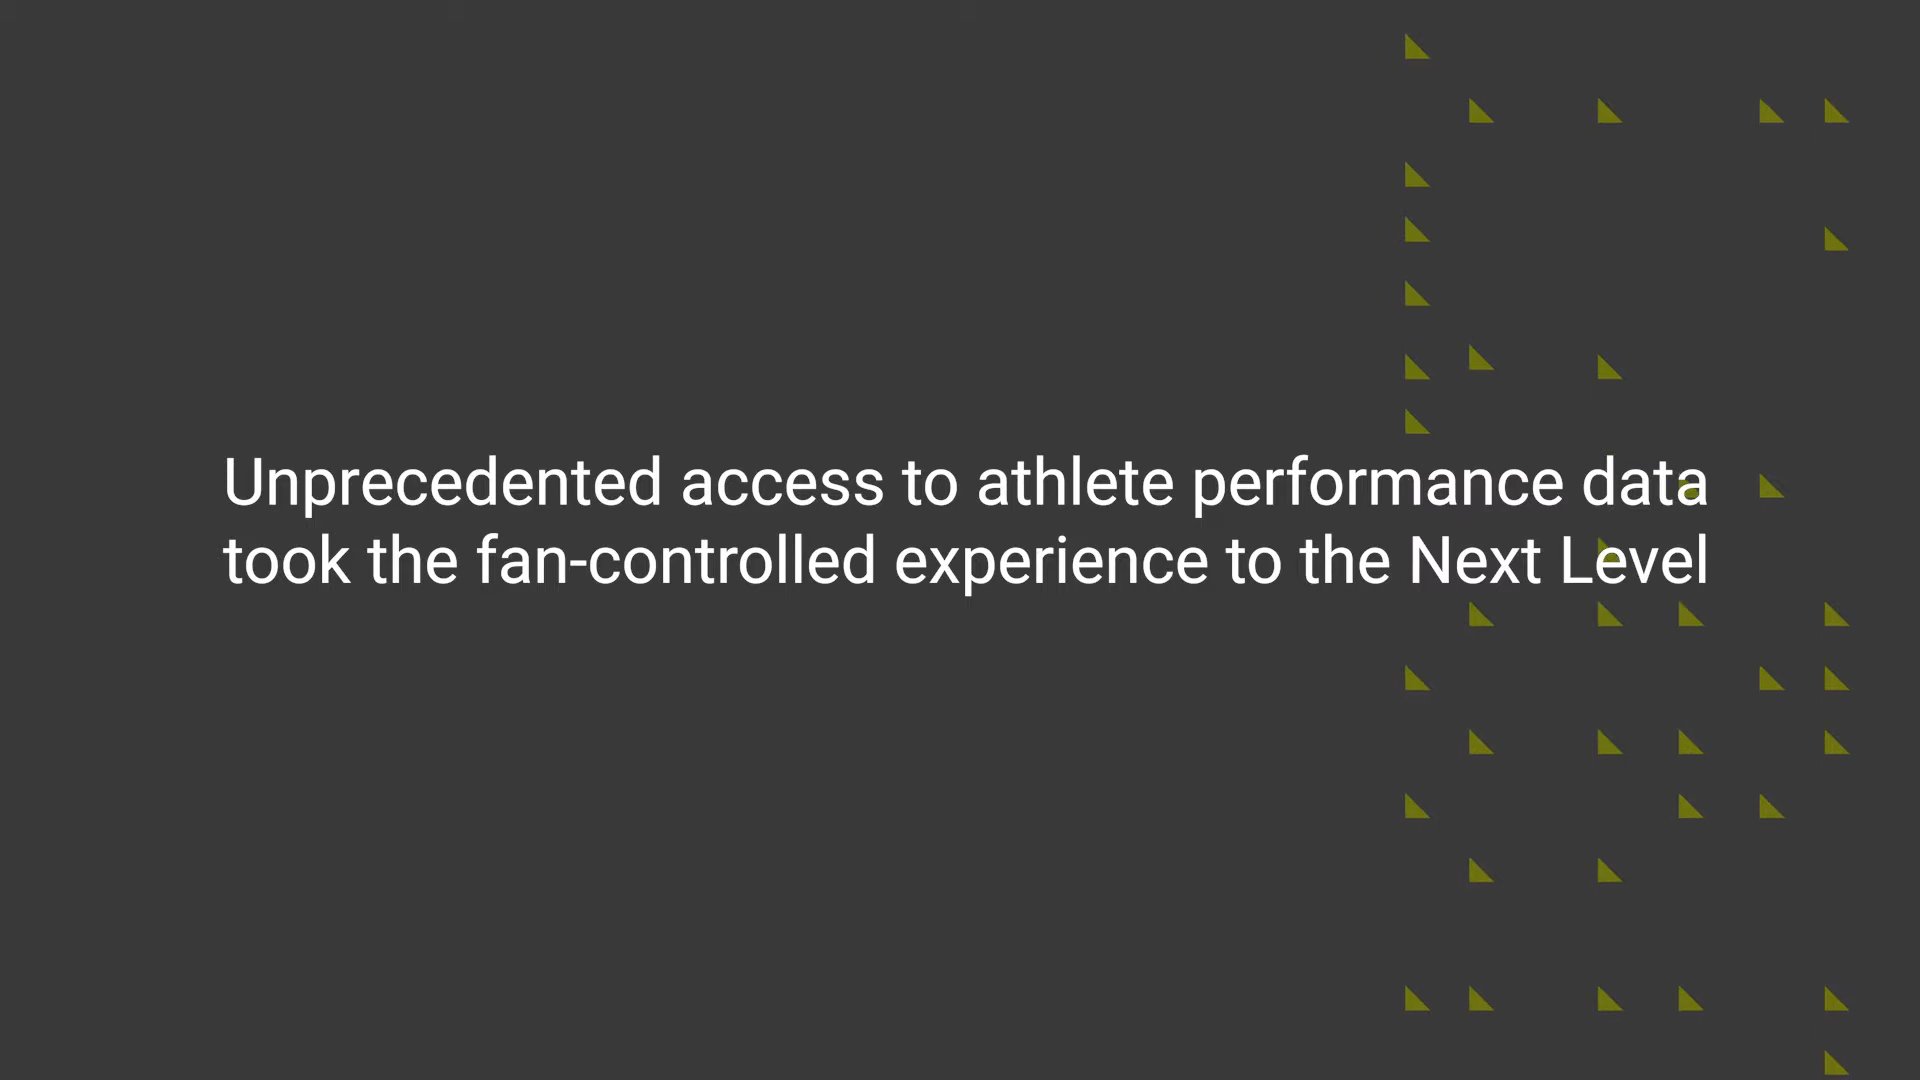 Unprecedented access to athlete performance data
took the fan-controlled experience to the Next Level